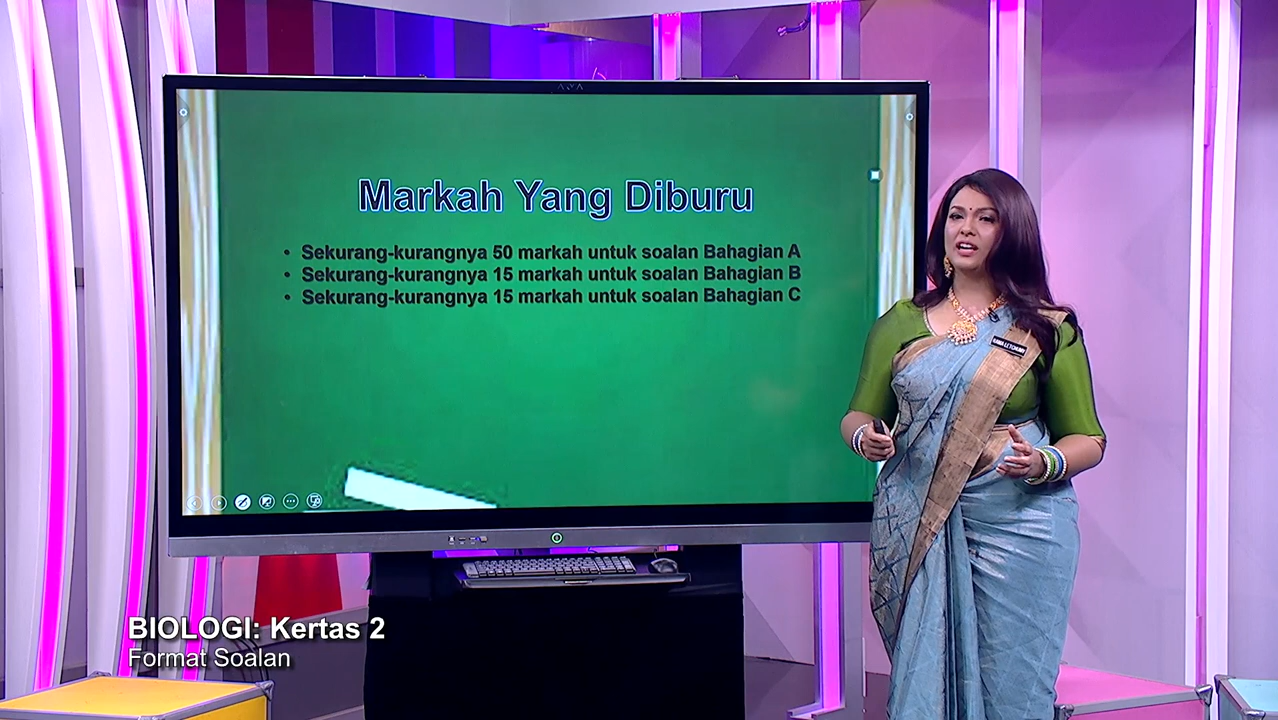 Markah Yang Diburu
• Sekurang-kurangnya 50 markah untuk soalan Bahagian A
• Sekurang-kurangnya 15 markah untuk soalan Bahagian B
• Sekurang-kurangnya 15 markah untuk soalan Bahagian C
BIOLOGI: Kertas 2
Format Soalan